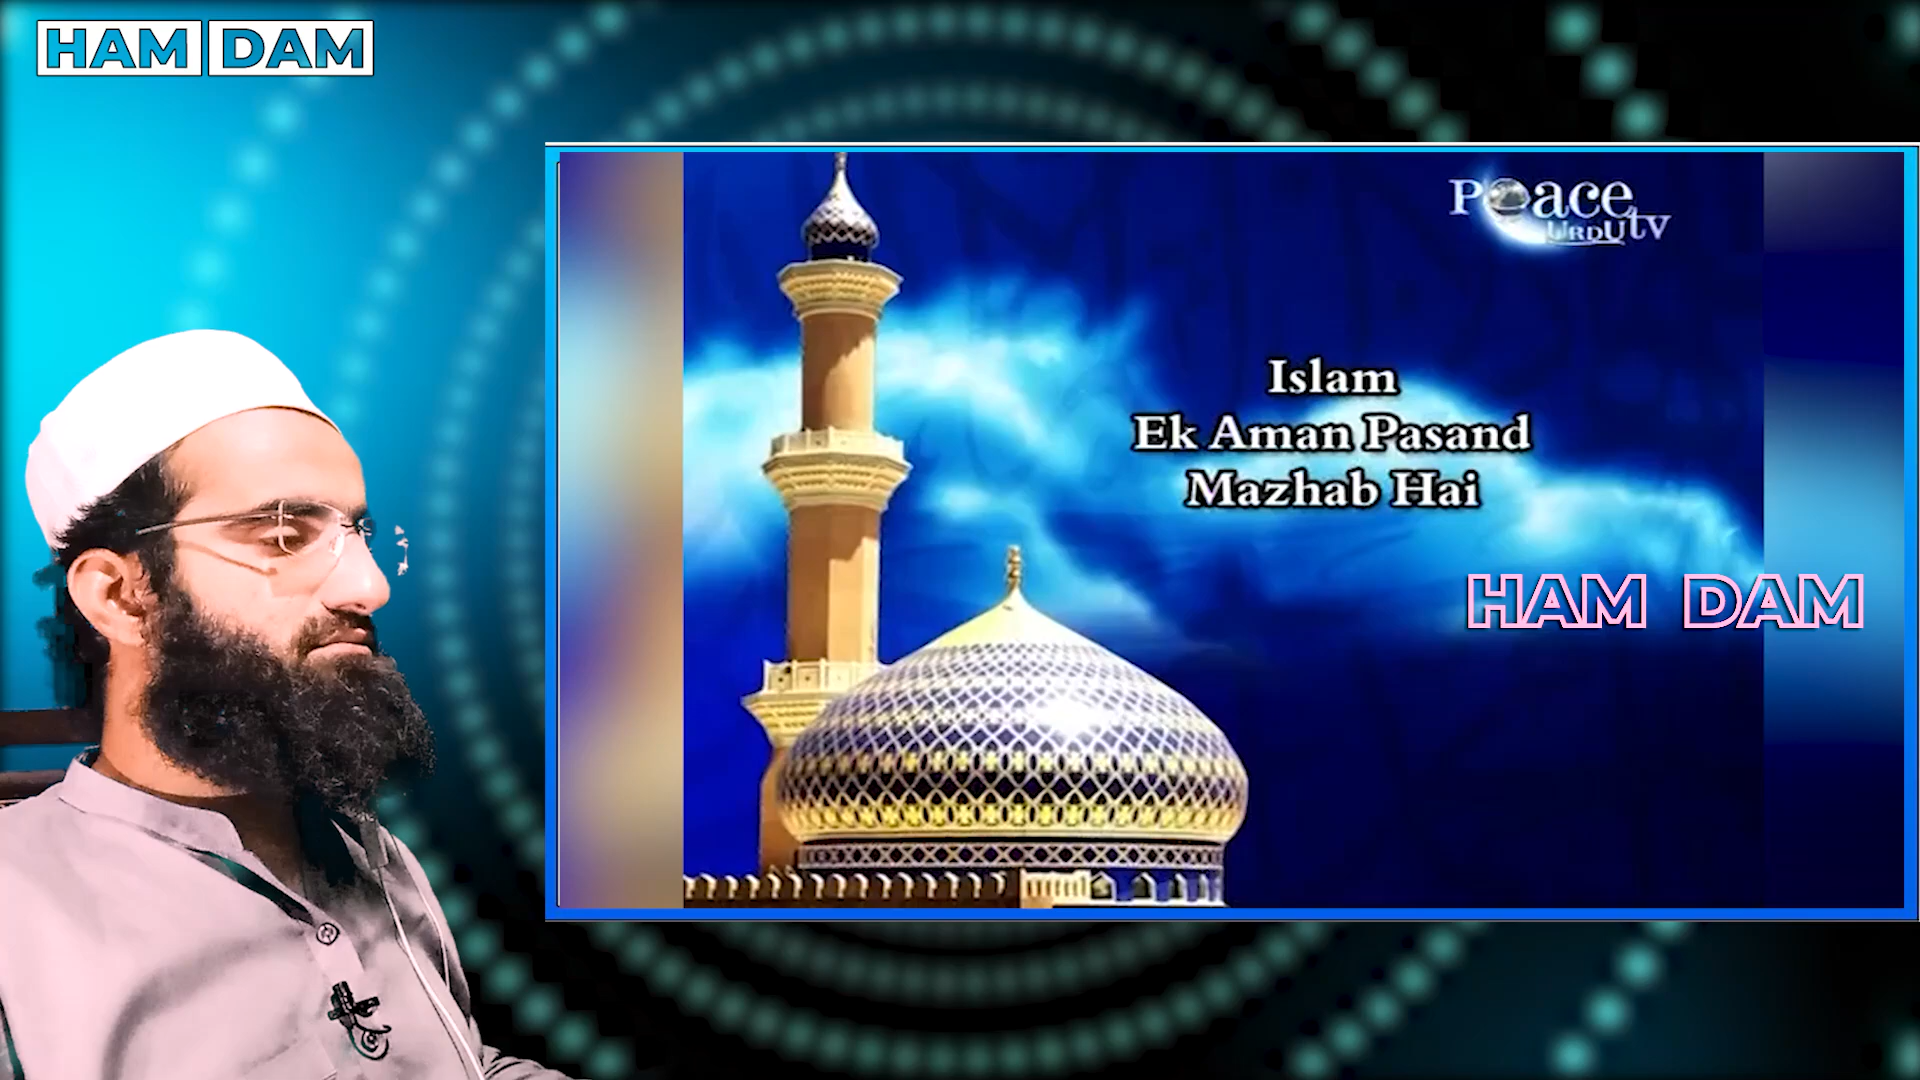 HAM DAM
Peace
URDU tv
Islam
Ek Aman Pasand
Mazhab Hai
HAM DAM